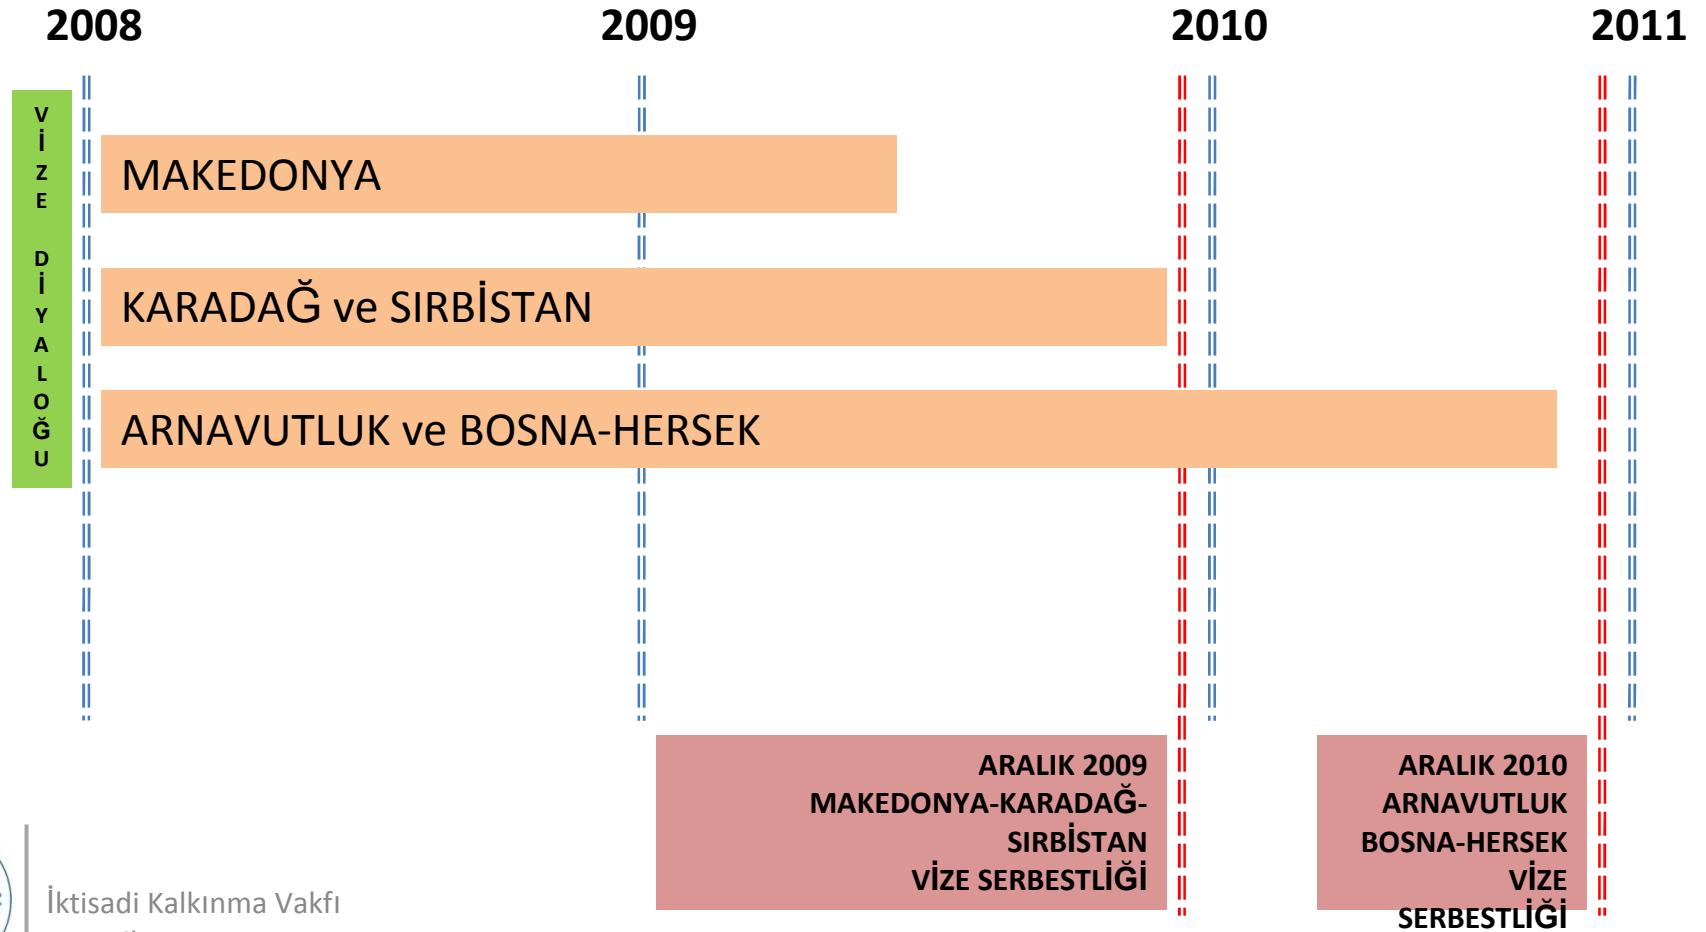 2008 2009 2010 2011
VİZE DİYALOĞU
MAKEDONYA
KARADAĞ ve SIRBİSTAN
ARNAVUTLUK ve BOSNA-HERSEK
ARALIK 2009
MAKEDONYA-KARADAĞ-
SIRBİSTAN
VİZE SERBESTLİĞİ
ARALIK 2010
ARNAVUTLUK
BOSNA-HERSEK
VİZE
SERBESTLİĞİ
İktisadi Kalkınma Vakfı